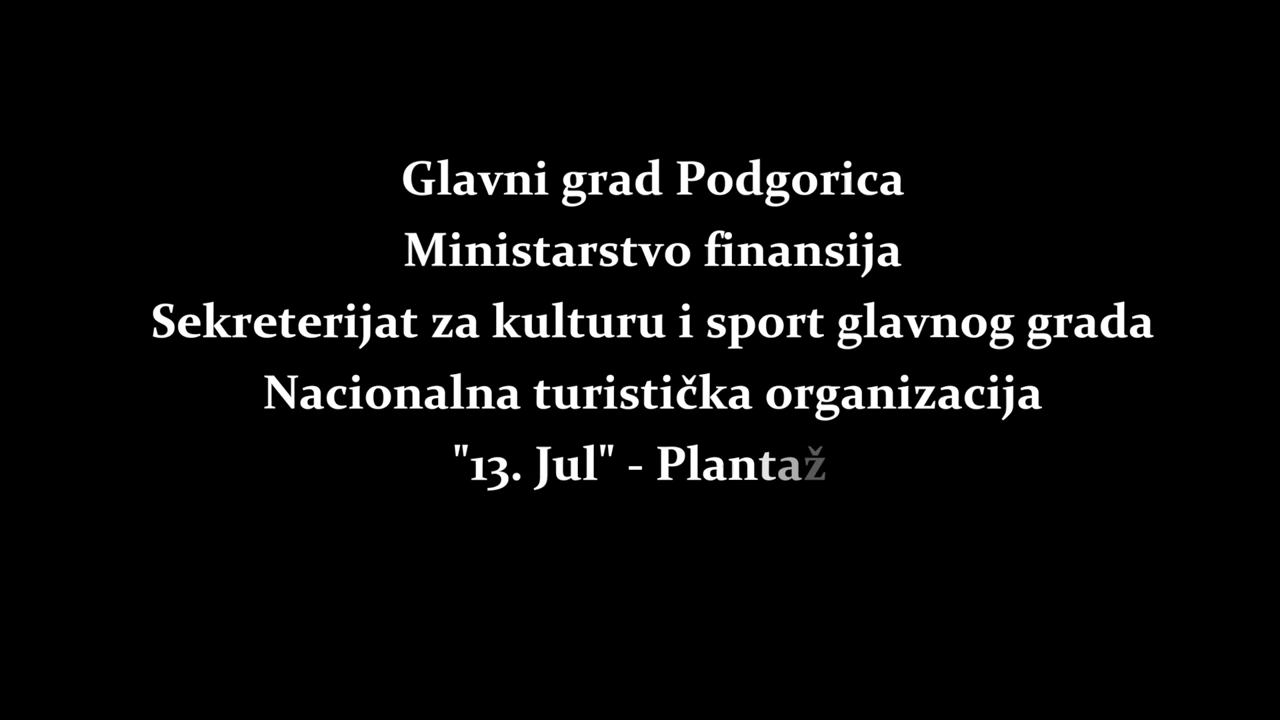 Glavni grad Podgorica
Ministarstvo finansija
Sekreterijat za kulturu i sport glavnog grada
Nacionalna turistička organizacija
"13. Jul" - Plantaž